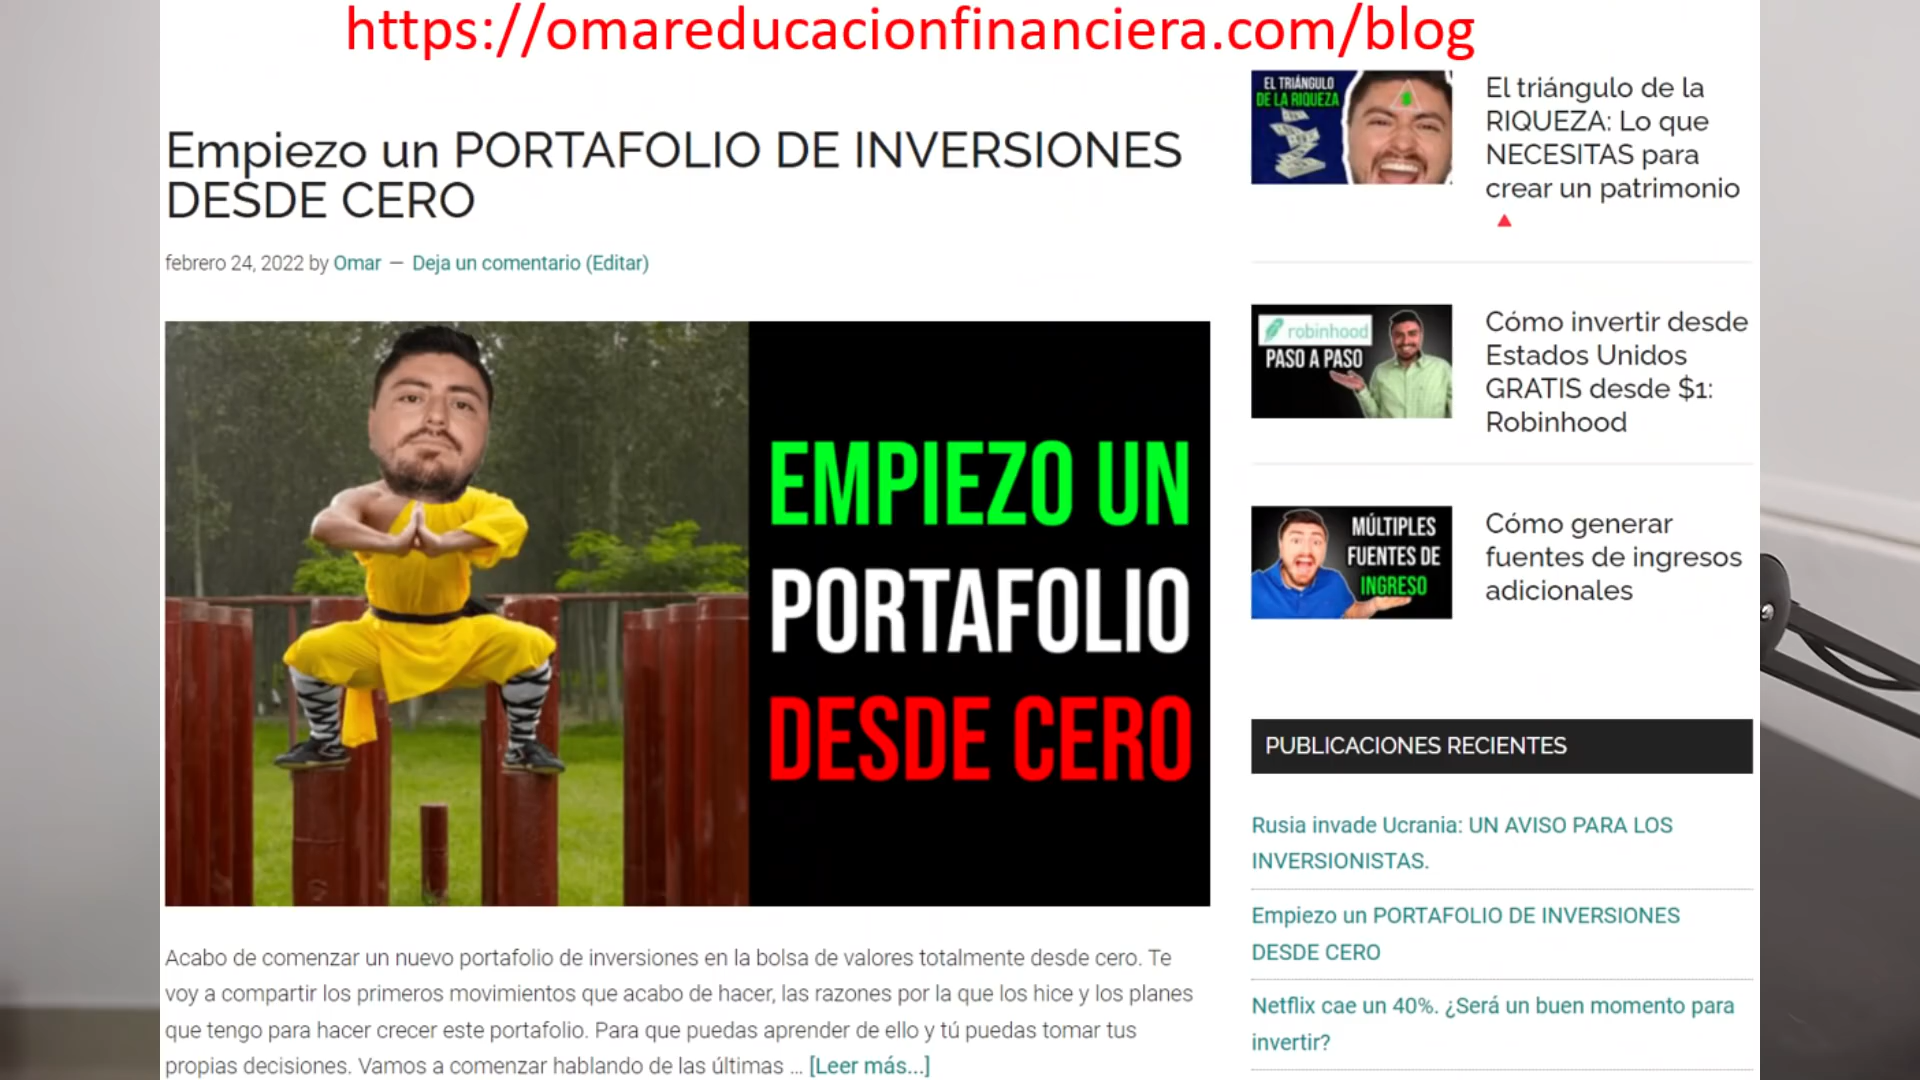 https://omareducacionfinanciera.com/blog
Empiezo un PORTAFOLIO DE INVERSIONES
DESDE CERO
febrero 24, 2022 by Omar — Deja un comentario (Editar)
EMPIEZO UN
PORTAFOLIO
DESDE CERO
Acabo de comenzar un nuevo portafolio de inversiones en la bolsa de valores totalmente desde cero. Te
voy a compartir los primeros movimientos que acabo de hacer, las razones por la que los hice y los planes
que tengo para hacer crecer este portafolio. Para que puedas aprender de ello y tú puedas tomar tus
propias decisiones. Vamos a comenzar hablando de las últimas ... [Leer más...]
EL TRIÁNGULO
DE LA RIQUEZA
El triángulo de la
RIQUEZA: Lo que
NECESITAS para
crear un patrimonio
robinhood
PASO A PASO
Cómo invertir desde
Estados Unidos
GRATIS desde $1:
Robinhood
MÚLTIPLES
FUENTES DE
INGRESO
Cómo generar
fuentes de ingresos
adicionales
PUBLICACIONES RECIENTES
Rusia invade Ucrania: UN AVISO PARA LOS
INVERSIONISTAS.
Empiezo un PORTAFOLIO DE INVERSIONES
DESDE CERO
Netflix cae un 40%. ¿Será un buen momento para
invertir?